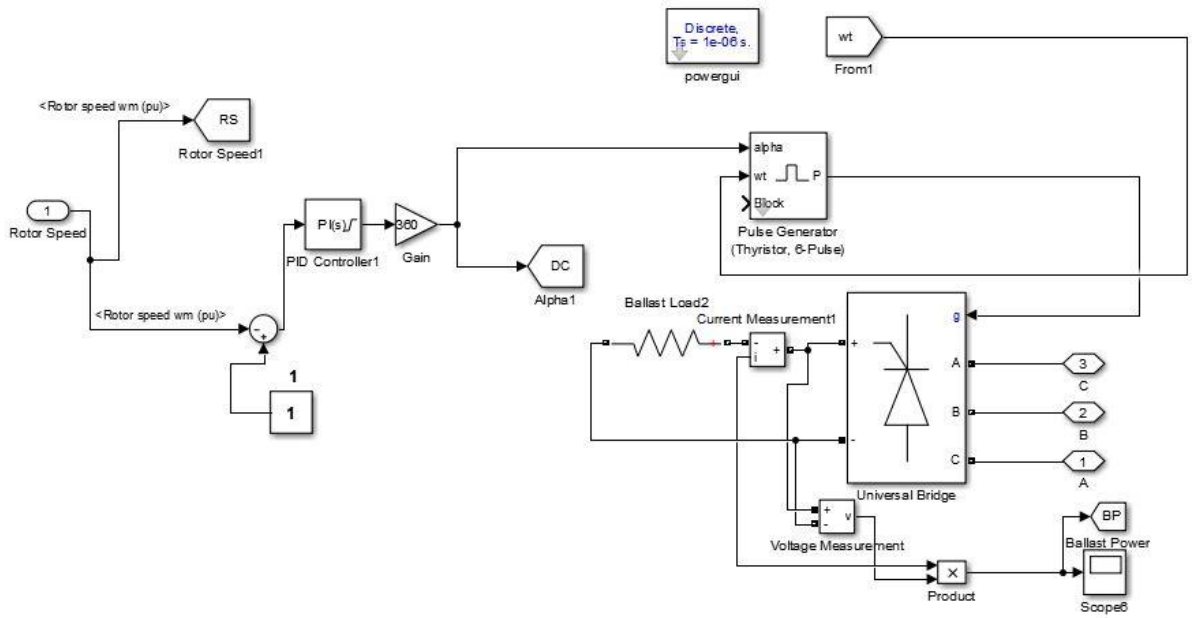 Discrete,
Ts = 1e-06 s.
powergui
wt
From1
<Rotor speed wm (pu)>
RS
Rotor Speed1
alpha
wt
P
Block
Pulse Generator
(Thyristor, 6-Pulse)
1
Rotor Speed
PI(s)
PID Controller1
360
Gain
DC
Alpha1
<Rotor speed wm (pu)>
-
+
1
1
Ballast Load2
+
Current Measurement1
-
+
i
+
-
g
A
B
C
3
C
2
B
1
A
Universal Bridge
+
-
v
Voltage Measurement
×
Product
BP
Ballast Power
Scope6